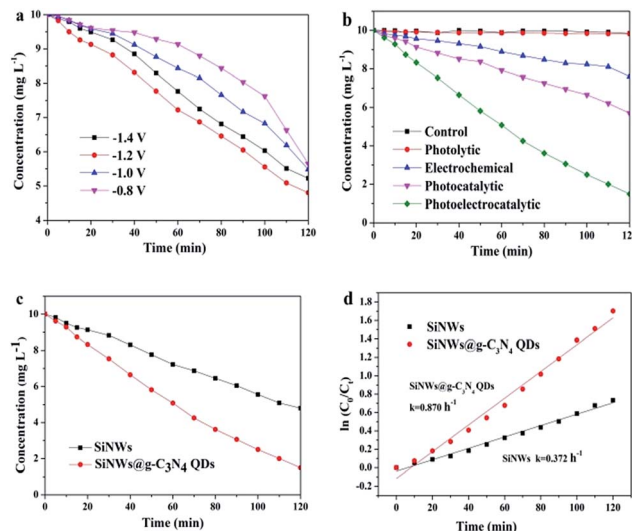 a
10
9
8
7
6
5
4
0
20
40
60
80
100
120
Concentration (mg L⁻¹)
Time (min)
-1.4 V
-1.2 V
-1.0 V
-0.8 V
b
12
10
8
6
4
2
0
0
20
40
60
80
100
120
Concentration (mg L⁻¹)
Time (min)
Control
Photolytic
Electrochemical
Photocatalytic
Photoelectrocatalytic
c
10
8
6
4
2
0
0
20
40
60
80
100
120
Concentration (mg L⁻¹)
Time (min)
SiNWs
SiNWs@g-C₃N₄ QDs
d
1.8
1.6
1.4
1.2
1.0
0.8
0.6
0.4
0.2
0.0
-0.2
0
20
40
60
80
100
120
ln (C₀/Cₜ)
Time (min)
SiNWs
SiNWs@g-C₃N₄ QDs
SiNWs@g-C₃N₄ QDs
k=0.870 h⁻¹
SiNWs k=0.372 h⁻¹